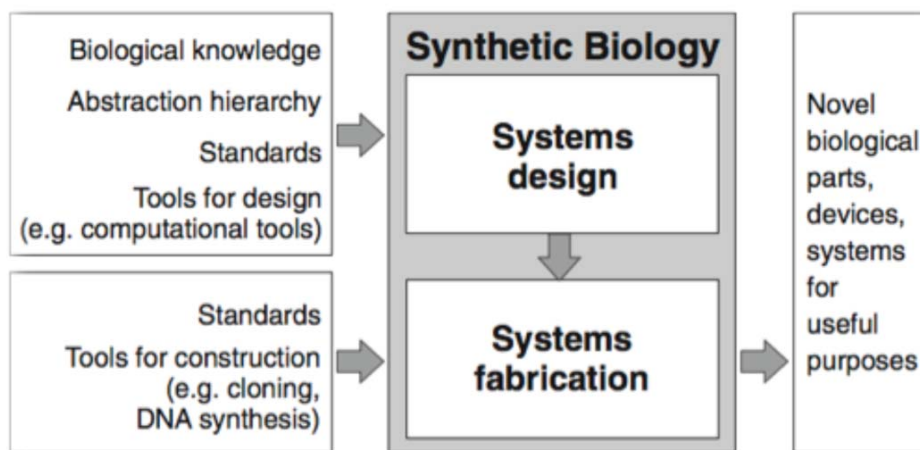 Biological knowledge
Abstraction hierarchy
Standards
Tools for design
(e.g. computational tools)
Standards
Tools for construction
(e.g. cloning,
DNA synthesis)
Synthetic Biology
Systems
design
Systems
fabrication
Novel
biological
parts,
devices,
systems
for
useful
purposes